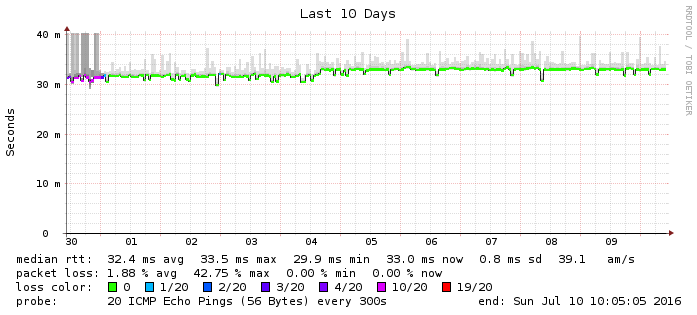 Last 10 Days
RRDTOOL / TOBI OETIKER
Seconds
40 m
30 m
20 m
10 m
0
30 01 02 03 04 05 06 07 08 09
median rtt: 32.4 ms avg 33.5 ms max 29.9 ms min 33.0 ms now 0.8 ms sd 39.1 am/s
packet loss: 1.88 % avg 42.75 % max 0.00 % min 0.00 % now
loss color: 0 1/20 2/20 3/20 4/20 10/20 19/20
probe: 20 ICMP Echo Pings (56 Bytes) every 300s end: Sun Jul 10 10:05:05 2016